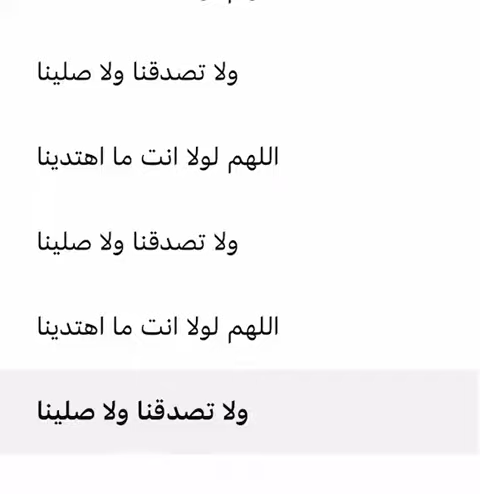 ولا تصدقنا ولا صلينا
اللهم لولا انت ما اهتدينا
ولا تصدقنا ولا صلينا
اللهم لولا انت ما اهتدينا
ولا تصدقنا ولا صلينا